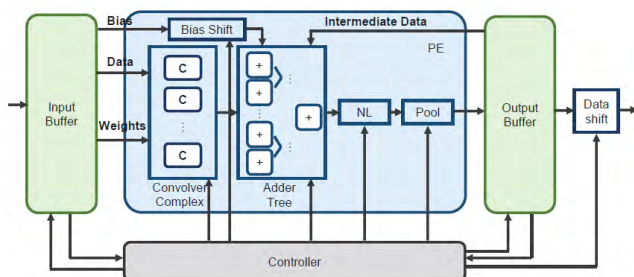 Bias
Bias Shift
Intermediate Data
PE
Data
Weights
Input
Buffer
C
C
⋮
C
Convolver
Complex
+
+
⋮
+
+
⋮
⋮
+
Adder
Tree
NL
Pool
Output
Buffer
Data
shift
Controller